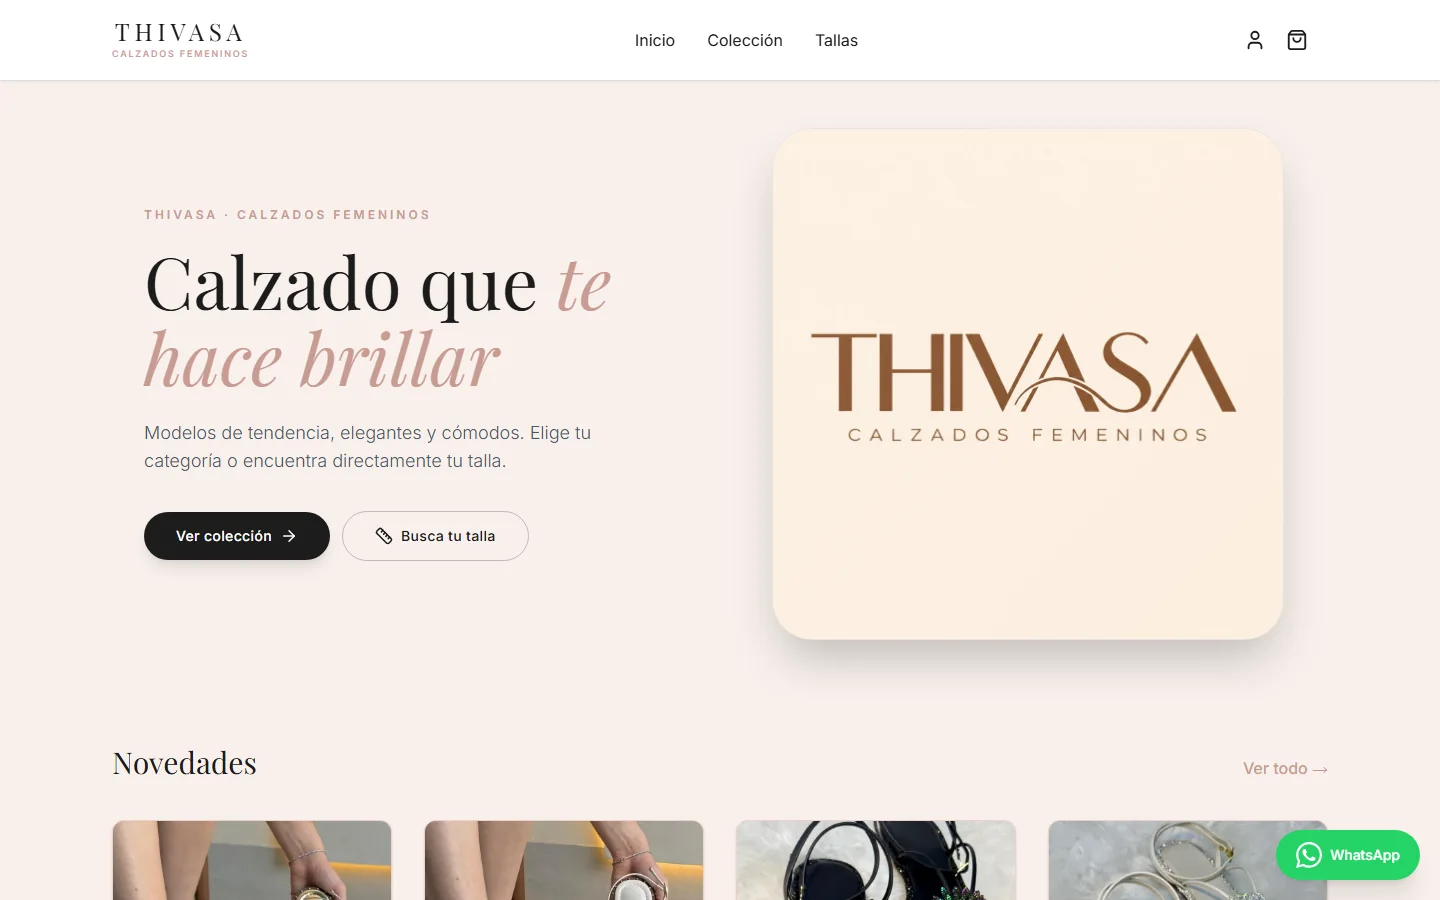 THIVASA
CALZADOS FEMENINOS
Inicio
Colección
Tallas
THIVASA · CALZADOS FEMENINOS
Calzado que te
hace brillar
Modelos de tendencia, elegantes y cómodos. Elige tu
categoría o encuentra directamente tu talla.
Ver colección →
Busca tu talla
THIVASA
CALZADOS FEMENINOS
Novedades
Ver todo →
WhatsApp